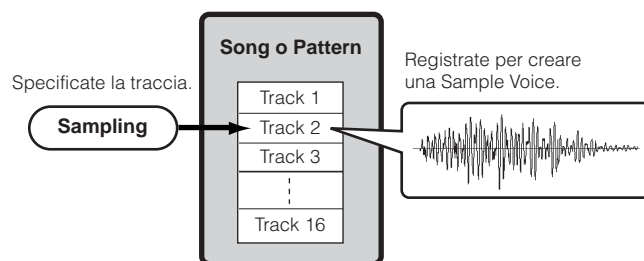 Song o Pattern
Specificate la traccia.
Sampling
Track 1
Track 2
Track 3
Track 16
Registrate per creare
una Sample Voice.